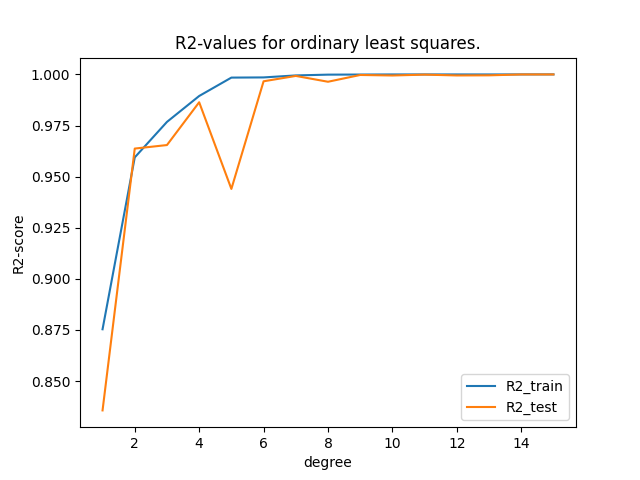 R2-values for ordinary least squares.
1.000
0.975
0.950
0.925
0.900
0.875
0.850
R2-score
2 4 6 8 10 12 14
degree
R2_train
R2_test